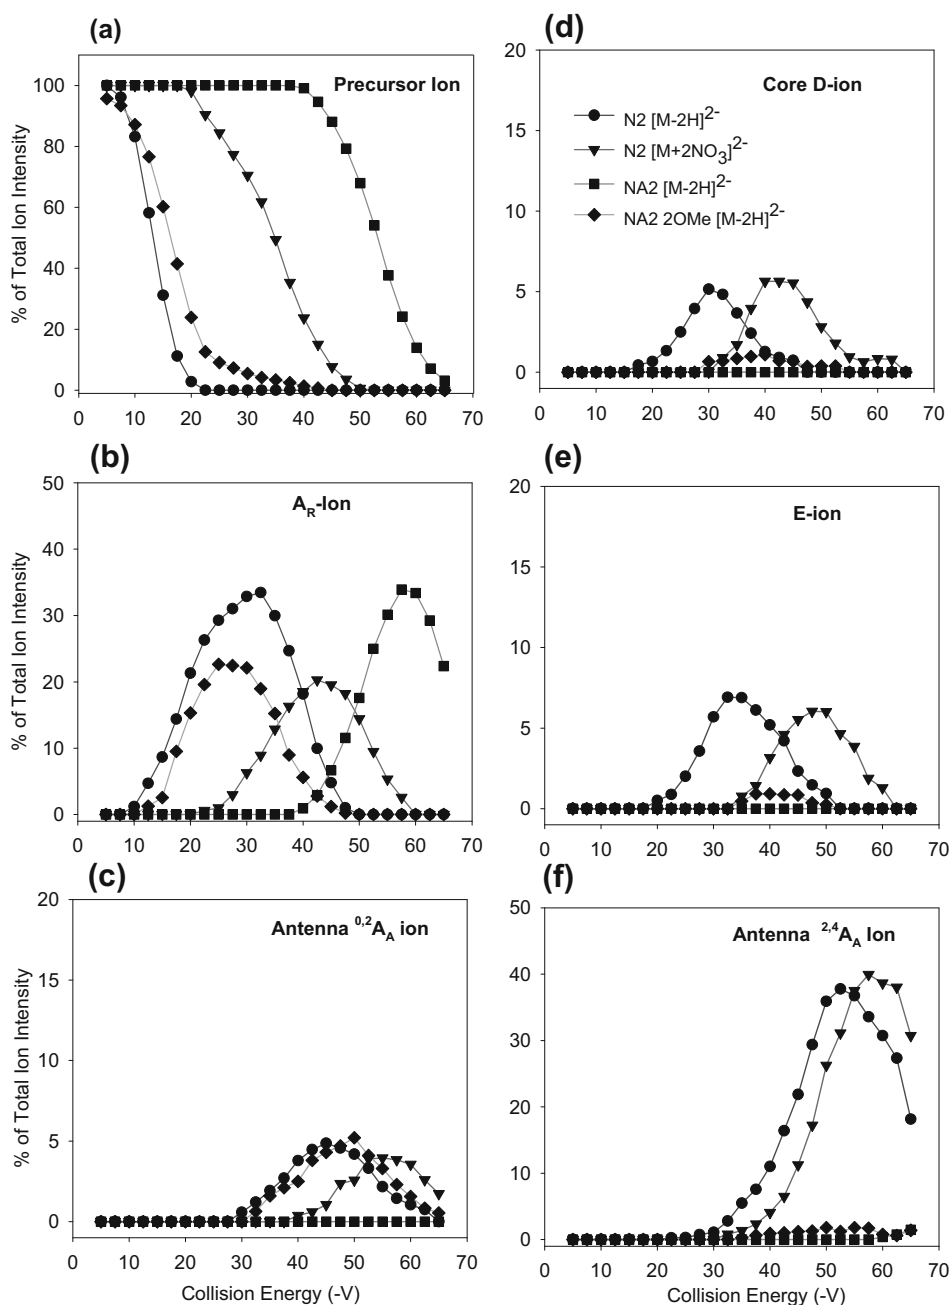 (a)
Precursor Ion
% of Total Ion Intensity
100
80
60
40
20
0
0 10 20 30 40 50 60 70
(b)
A_R-Ion
% of Total Ion Intensity
50
40
30
20
10
0
0 10 20 30 40 50 60 70
(c)
Antenna ^0,2A_A ion
% of Total Ion Intensity
20
15
10
5
0
0 10 20 30 40 50 60 70
Collision Energy (-V)
(d)
Core D-ion
N2 [M-2H]^2-
N2 [M+2NO_3]^2-
NA2 [M-2H]^2-
NA2 2OMe [M-2H]^2-
20
15
10
5
0
0 10 20 30 40 50 60 70
(e)
E-ion
20
15
10
5
0
0 10 20 30 40 50 60 70
(f)
Antenna ^2,4A_A Ion
50
40
30
20
10
0
0 10 20 30 40 50 60 70
Collision Energy (-V)